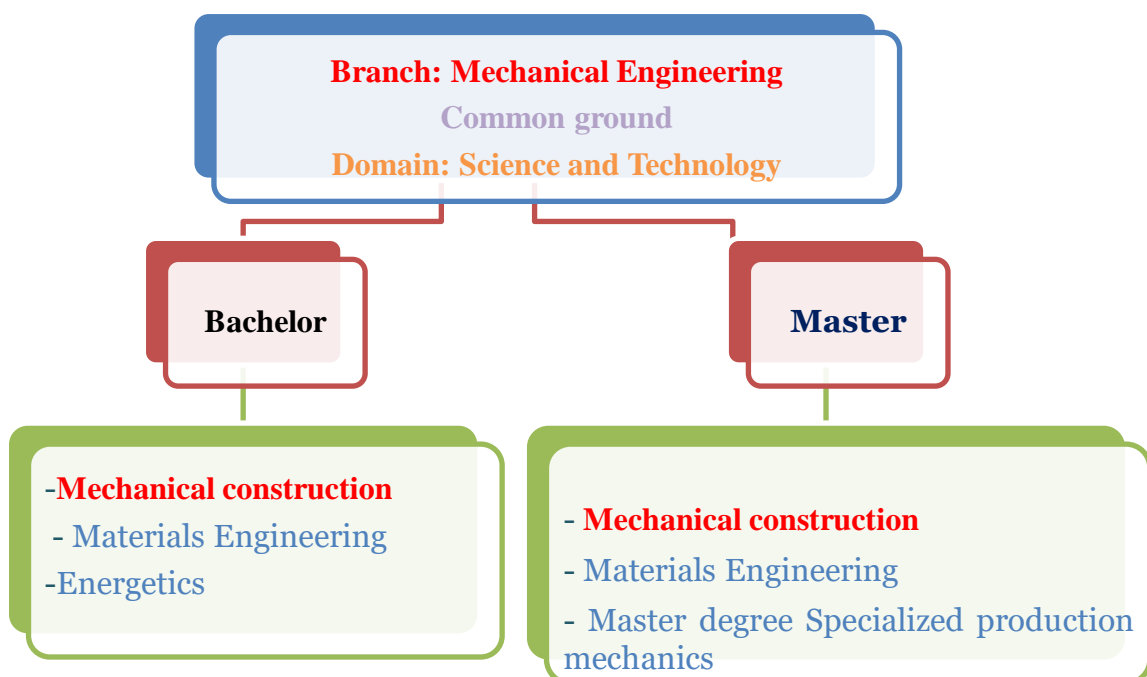 Branch: Mechanical Engineering
Common ground
Domain: Science and Technology
Bachelor
Master
-Mechanical construction
- Materials Engineering
-Energetics
- Mechanical construction
- Materials Engineering
- Master degree Specialized production
mechanics